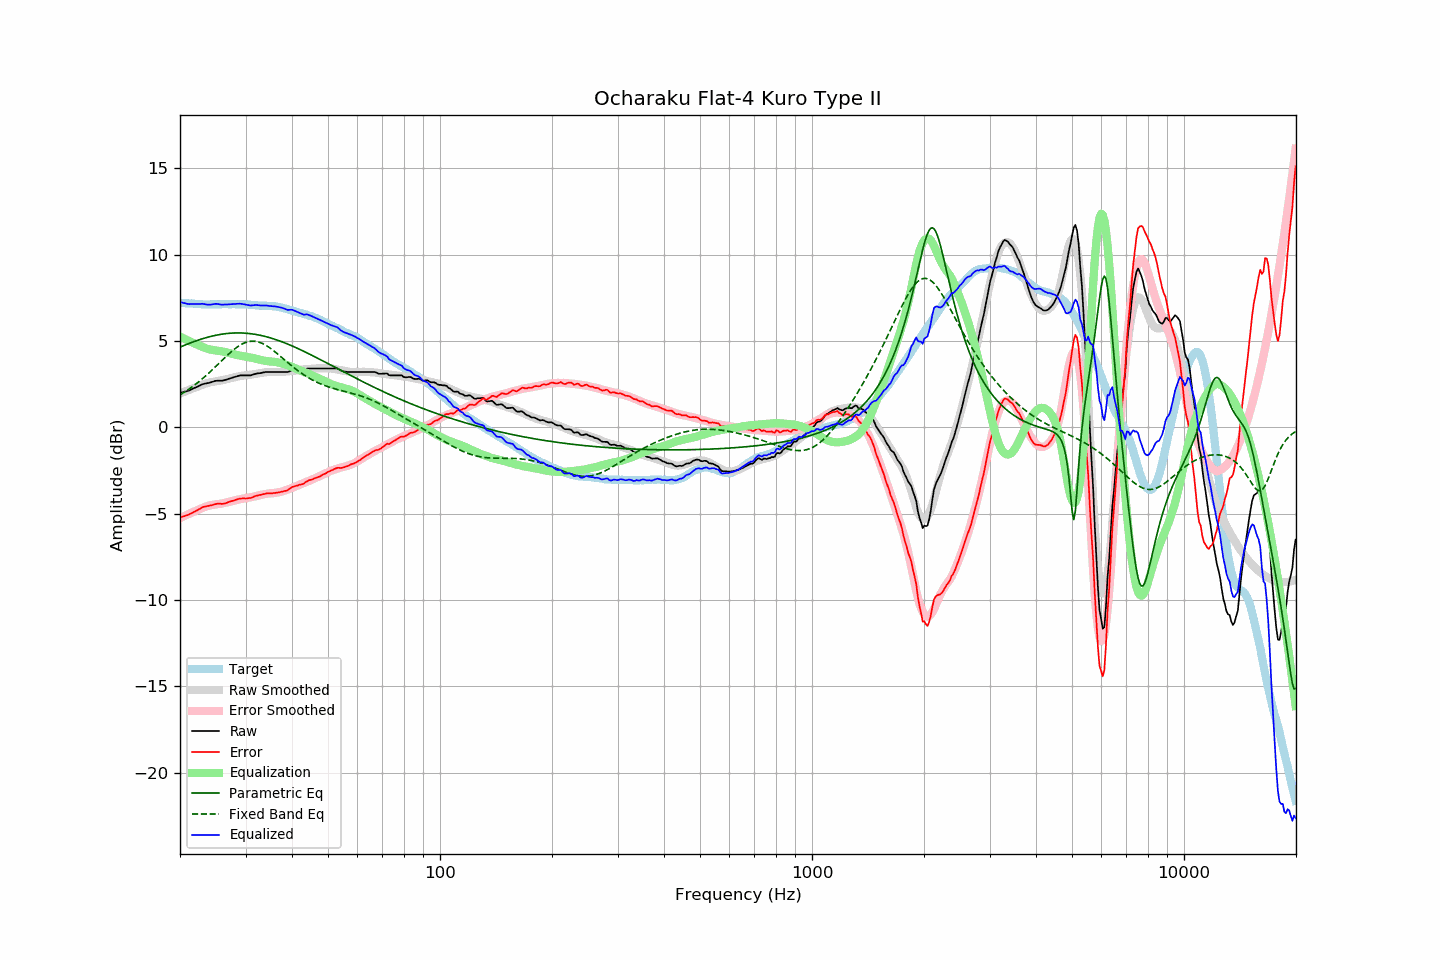 Ocharaku Flat-4 Kuro Type II
15
10
5
0
−5
−10
−15
−20
Amplitude (dBr)
Target
Raw Smoothed
Error Smoothed
Raw
Error
Equalization
Parametric Eq
Fixed Band Eq
Equalized
100
1000
10000
Frequency (Hz)